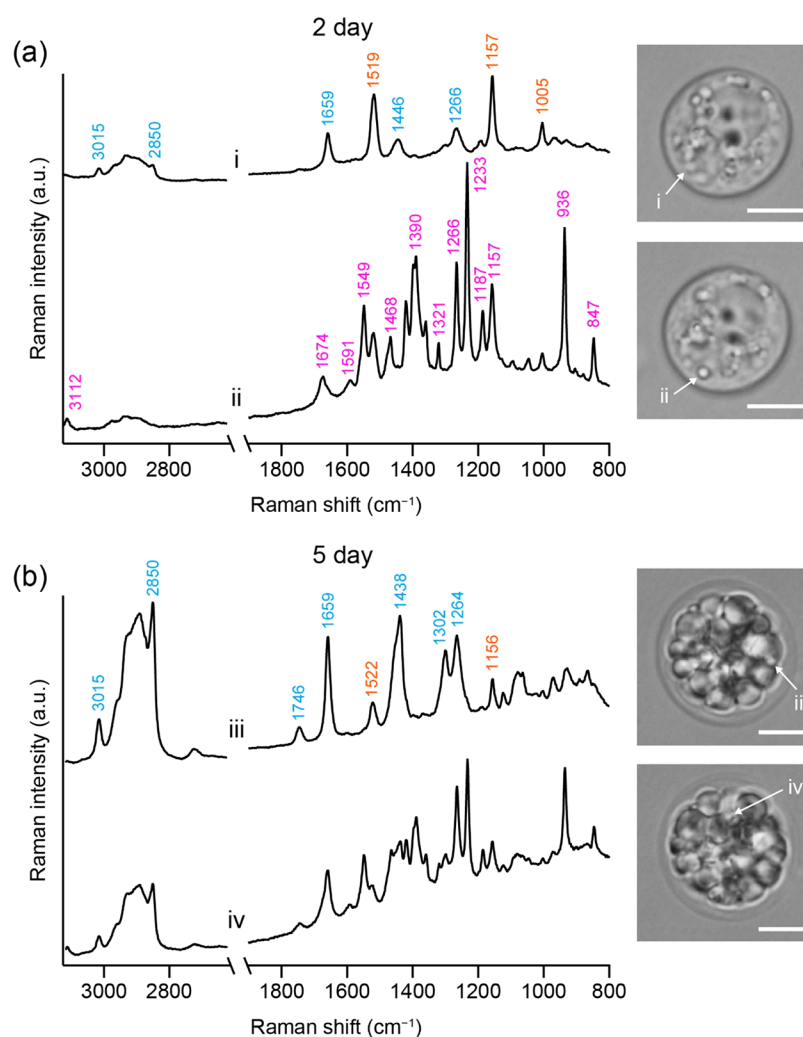 2 day
(a)
1659
1519
1446
1266
1157
1005
3015
2850
i
i
1233
936
1390
1266
1549
1468
1321
1187
1157
847
1674
1591
3112
ii
ii
Raman intensity (a.u.)
3000 2800 1800 1600 1400 1200 1000 800
Raman shift (cm⁻¹)
5 day
(b)
2850
1659
1438
1302
1264
3015
1746
1522
1156
iii
ii
iv
iv
Raman intensity (a.u.)
3000 2800 1800 1600 1400 1200 1000 800
Raman shift (cm⁻¹)